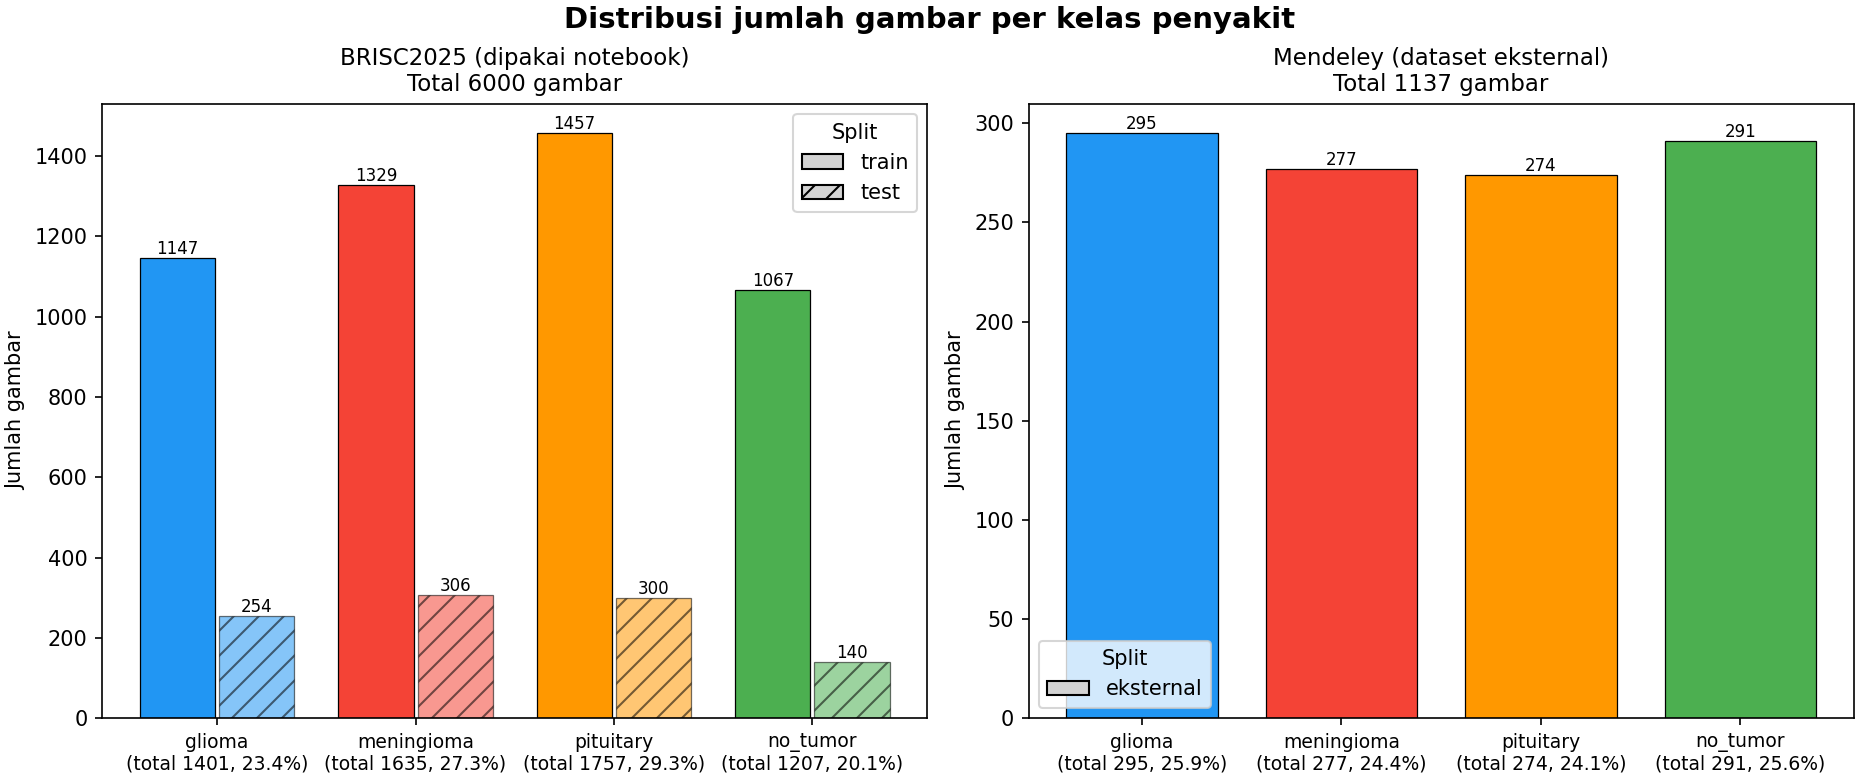 Distribusi jumlah gambar per kelas penyakit
BRISC2025 (dipakai notebook)
Total 6000 gambar
Jumlah gambar
1400
1200
1000
800
600
400
200
0
1147
254
1329
306
1457
300
1067
140
Split
train
test
glioma
(total 1401, 23.4%)
meningioma
(total 1635, 27.3%)
pituitary
(total 1757, 29.3%)
no_tumor
(total 1207, 20.1%)
Mendeley (dataset eksternal)
Total 1137 gambar
Jumlah gambar
300
250
200
150
100
50
0
295
277
274
291
Split
eksternal
glioma
(total 295, 25.9%)
meningioma
(total 277, 24.4%)
pituitary
(total 274, 24.1%)
no_tumor
(total 291, 25.6%)